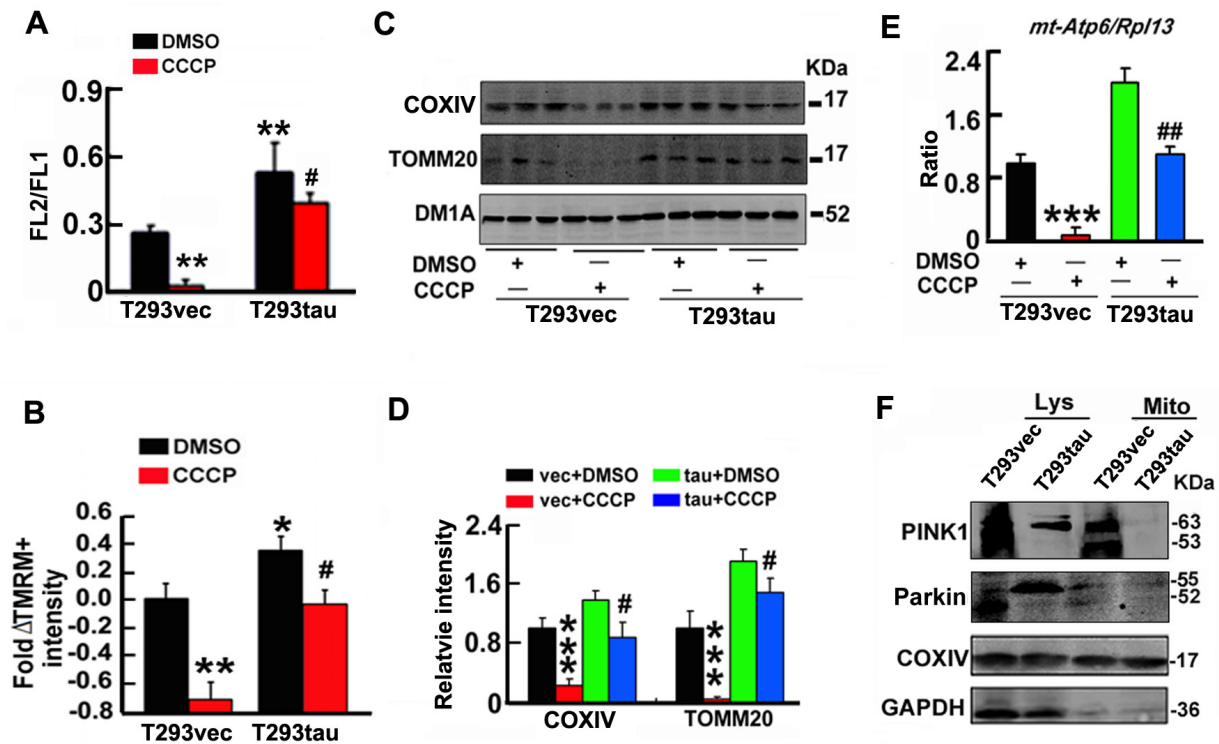 A
DMSO
CCCP
0.9
0.6
0.3
0
FL2/FL1
**
**
#
T293vec
T293tau
B
DMSO
CCCP
0.6
0.4
0.2
0.0
-0.2
-0.4
-0.6
-0.8
Fold ΔTMRM+
intensity
**
*
#
T293vec
T293tau
C
KDa
COXIV
17
TOMM20
17
DM1A
52
DMSO + — + —
CCCP — + — +
T293vec
T293tau
D
vec+DMSO
tau+DMSO
vec+CCCP
tau+CCCP
2.4
1.6
0.8
0
Relatvie intensity
***
#
***
#
COXIV
TOMM20
E
mt-Atp6/Rpl13
2.4
1.6
0.8
0
Ratio
***
##
DMSO + — + —
CCCP — + — +
T293vec
T293tau
F
Lys
Mito
T293vec
T293tau
T293vec
T293tau
KDa
PINK1
-63
-53
Parkin
-55
-52
COXIV
-17
GAPDH
-36